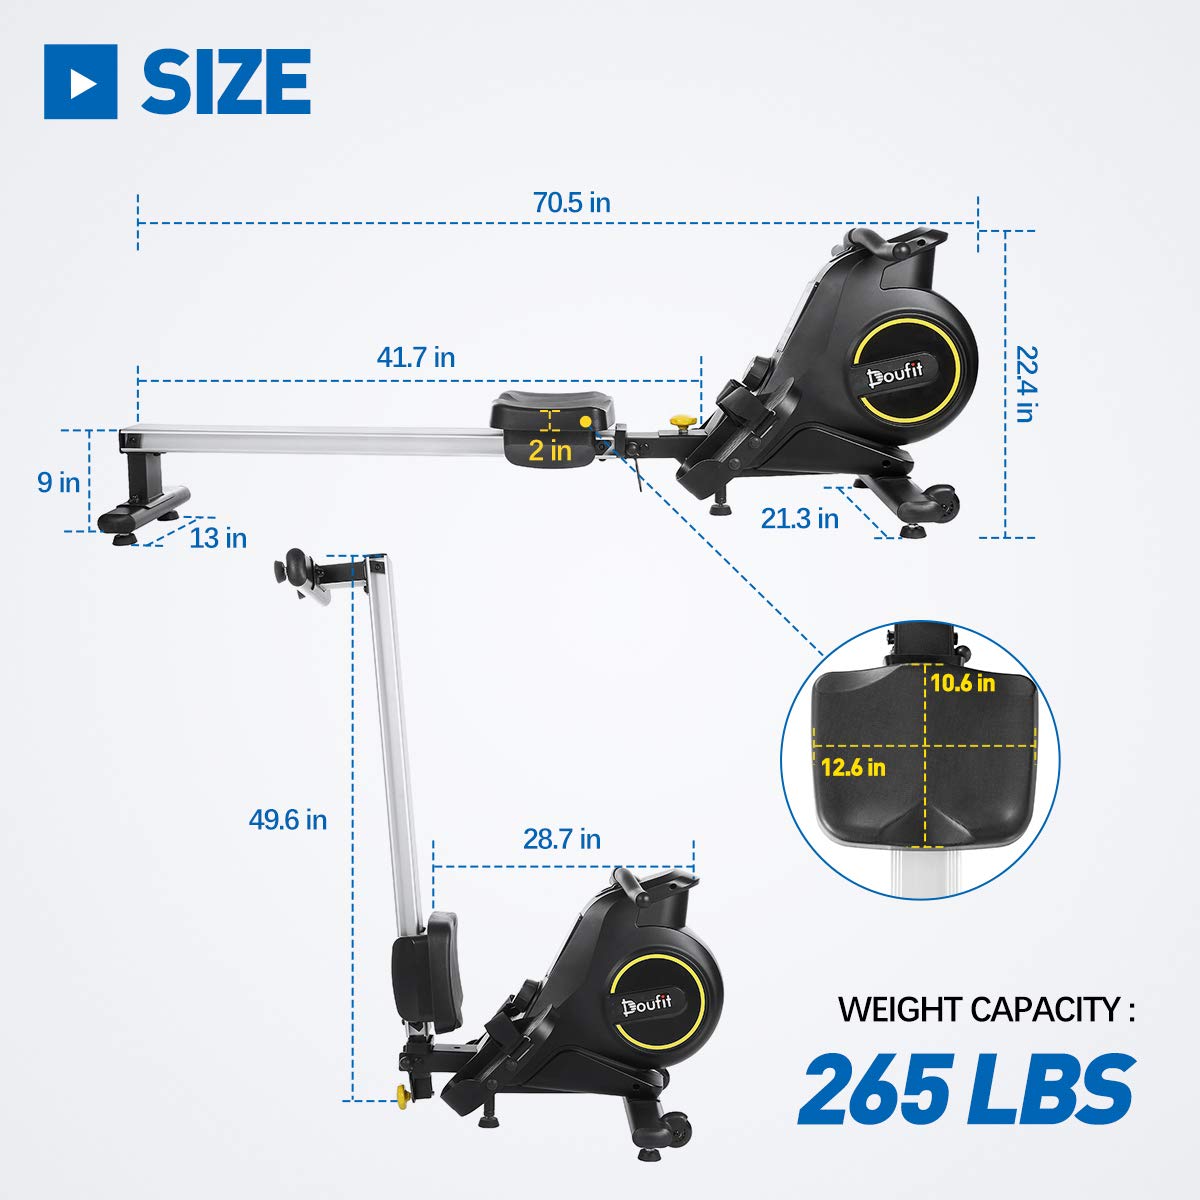 SIZE
70.5 in
41.7 in
22.4 in
Doufit
2 in
9 in
13 in
21.3 in
10.6 in
12.6 in
49.6 in
28.7 in
Doufit
WEIGHT CAPACITY :
265 LBS